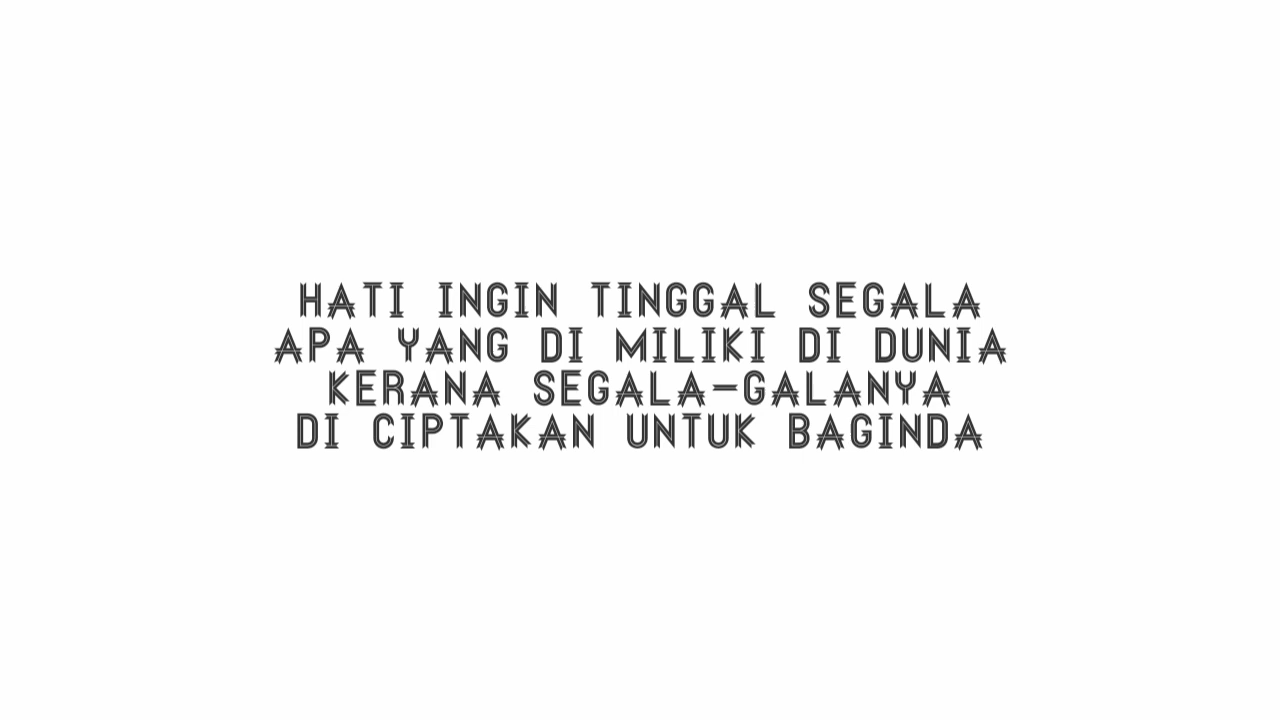 HATI INGIN TINGGAL SEGALA
APA YANG DI MILIKI DI DUNIA
KERANA SEGALA-GALANYA
DI CIPTAKAN UNTUK BAGINDA